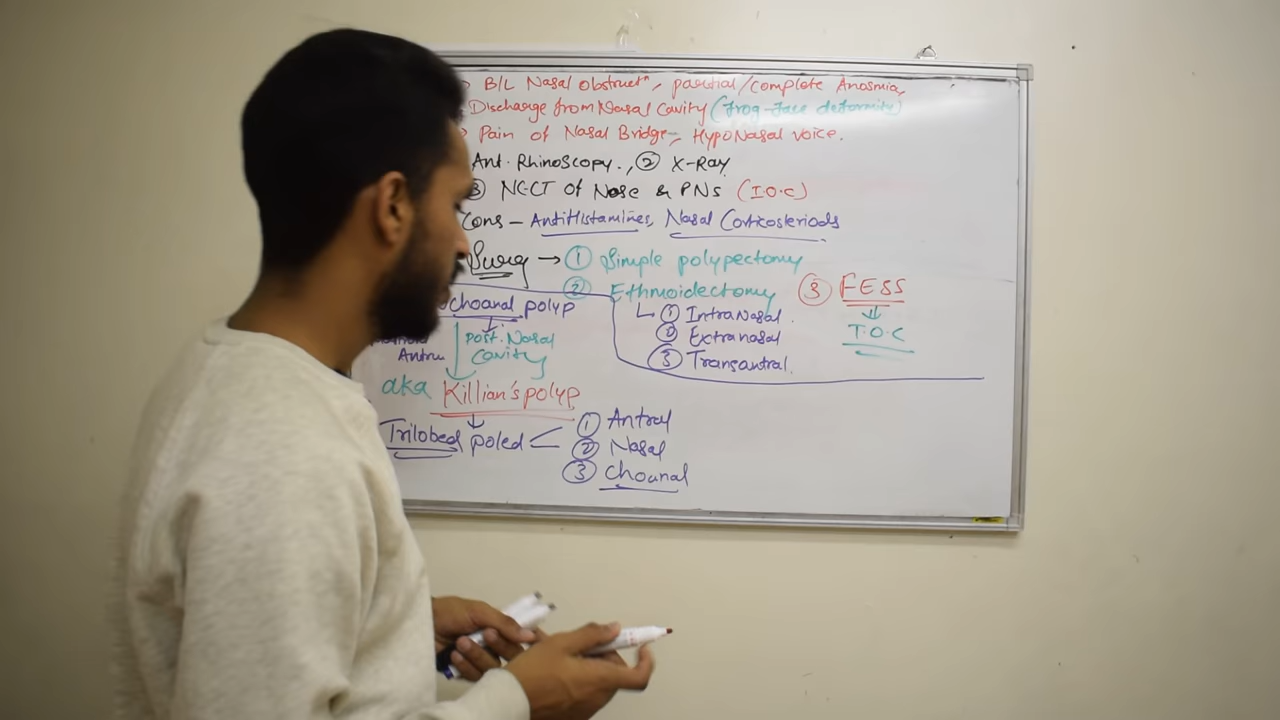 B/L Nasal obstructn, partial/complete Anosmia,
Discharge from Nasal Cavity (frog-face deformity)
Pain of Nasal Bridge, HypoNasal voice.
Ant. Rhinoscopy., ② X-Ray
③ NCCT of Nose & PNS (I.O.C)
Cons – AntiHistamines, Nasal Corticosteriods
Surg → ① Simple polypectomy
② Ethmoidectomy
③ FESS
↳ ① IntraNasal
② Extranasal
③ Transantral.
↓
T.O.C
choanal polyp
Antru
post. Nasal
Cavity
aka Killian's polyp
↓
Trilobed poled < ① Antral
② Nasal
③ Choanal